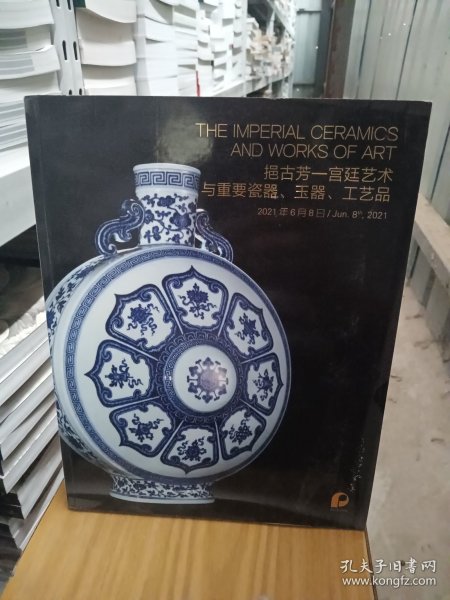 THE IMPERIAL CERAMICS
AND WORKS OF ART
挹古芳一宫廷艺术
与重要瓷器、玉器、工艺品
2021年6月8日/Jun. 8th, 2021
孔夫子旧书网
www.kongfz.com